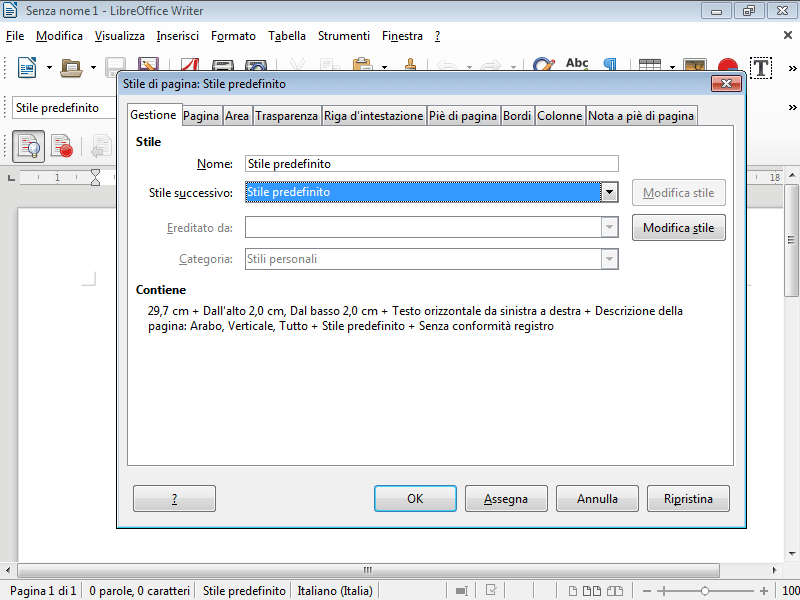 Senza nome 1 - LibreOffice Writer
File Modifica Visualizza Inserisci Formato Tabella Strumenti Finestra ?
Abc
T
Stile predefinito
Stile di pagina: Stile predefinito
Gestione Pagina Area Trasparenza Riga d'intestazione Piè di pagina Bordi Colonne Nota a piè di pagina
Stile
Nome: Stile predefinito
Stile successivo: Stile predefinito Modifica stile
Ereditato da: Modifica stile
Categoria: Stili personali
Contiene
29,7 cm + Dall'alto 2,0 cm, Dal basso 2,0 cm + Testo orizzontale da sinistra a destra + Descrizione della
pagina: Arabo, Verticale, Tutto + Stile predefinito + Senza conformità registro
? OK Assegna Annulla Ripristina
1 18
Pagina 1 di 1 0 parole, 0 caratteri Stile predefinito Italiano (Italia) 100